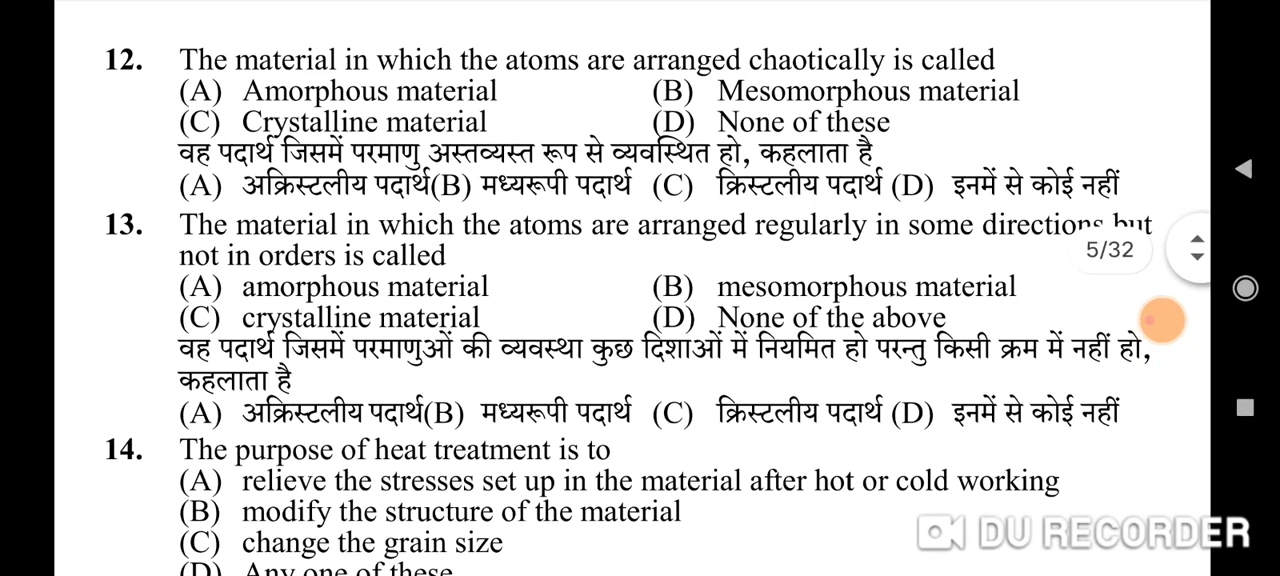 12. The material in which the atoms are arranged chaotically is called
(A) Amorphous material (B) Mesomorphous material
(C) Crystalline material (D) None of these
वह पदार्थ जिसमें परमाणु अस्तव्यस्त रूप से व्यवस्थित हो, कहलाता है
(A) अक्रिस्टलीय पदार्थ(B) मध्यरूपी पदार्थ (C) क्रिस्टलीय पदार्थ (D) इनमें से कोई नहीं
13. The material in which the atoms are arranged regularly in some directions but
not in orders is called
5/32
(A) amorphous material (B) mesomorphous material
(C) crystalline material (D) None of the above
वह पदार्थ जिसमें परमाणुओं की व्यवस्था कुछ दिशाओं में नियमित हो परन्तु किसी क्रम में नहीं हो,
कहलाता है
(A) अक्रिस्टलीय पदार्थ(B) मध्यरूपी पदार्थ (C) क्रिस्टलीय पदार्थ (D) इनमें से कोई नहीं
14. The purpose of heat treatment is to
(A) relieve the stresses set up in the material after hot or cold working
(B) modify the structure of the material
(C) change the grain size
(D) Any one of these
DU RECORDER